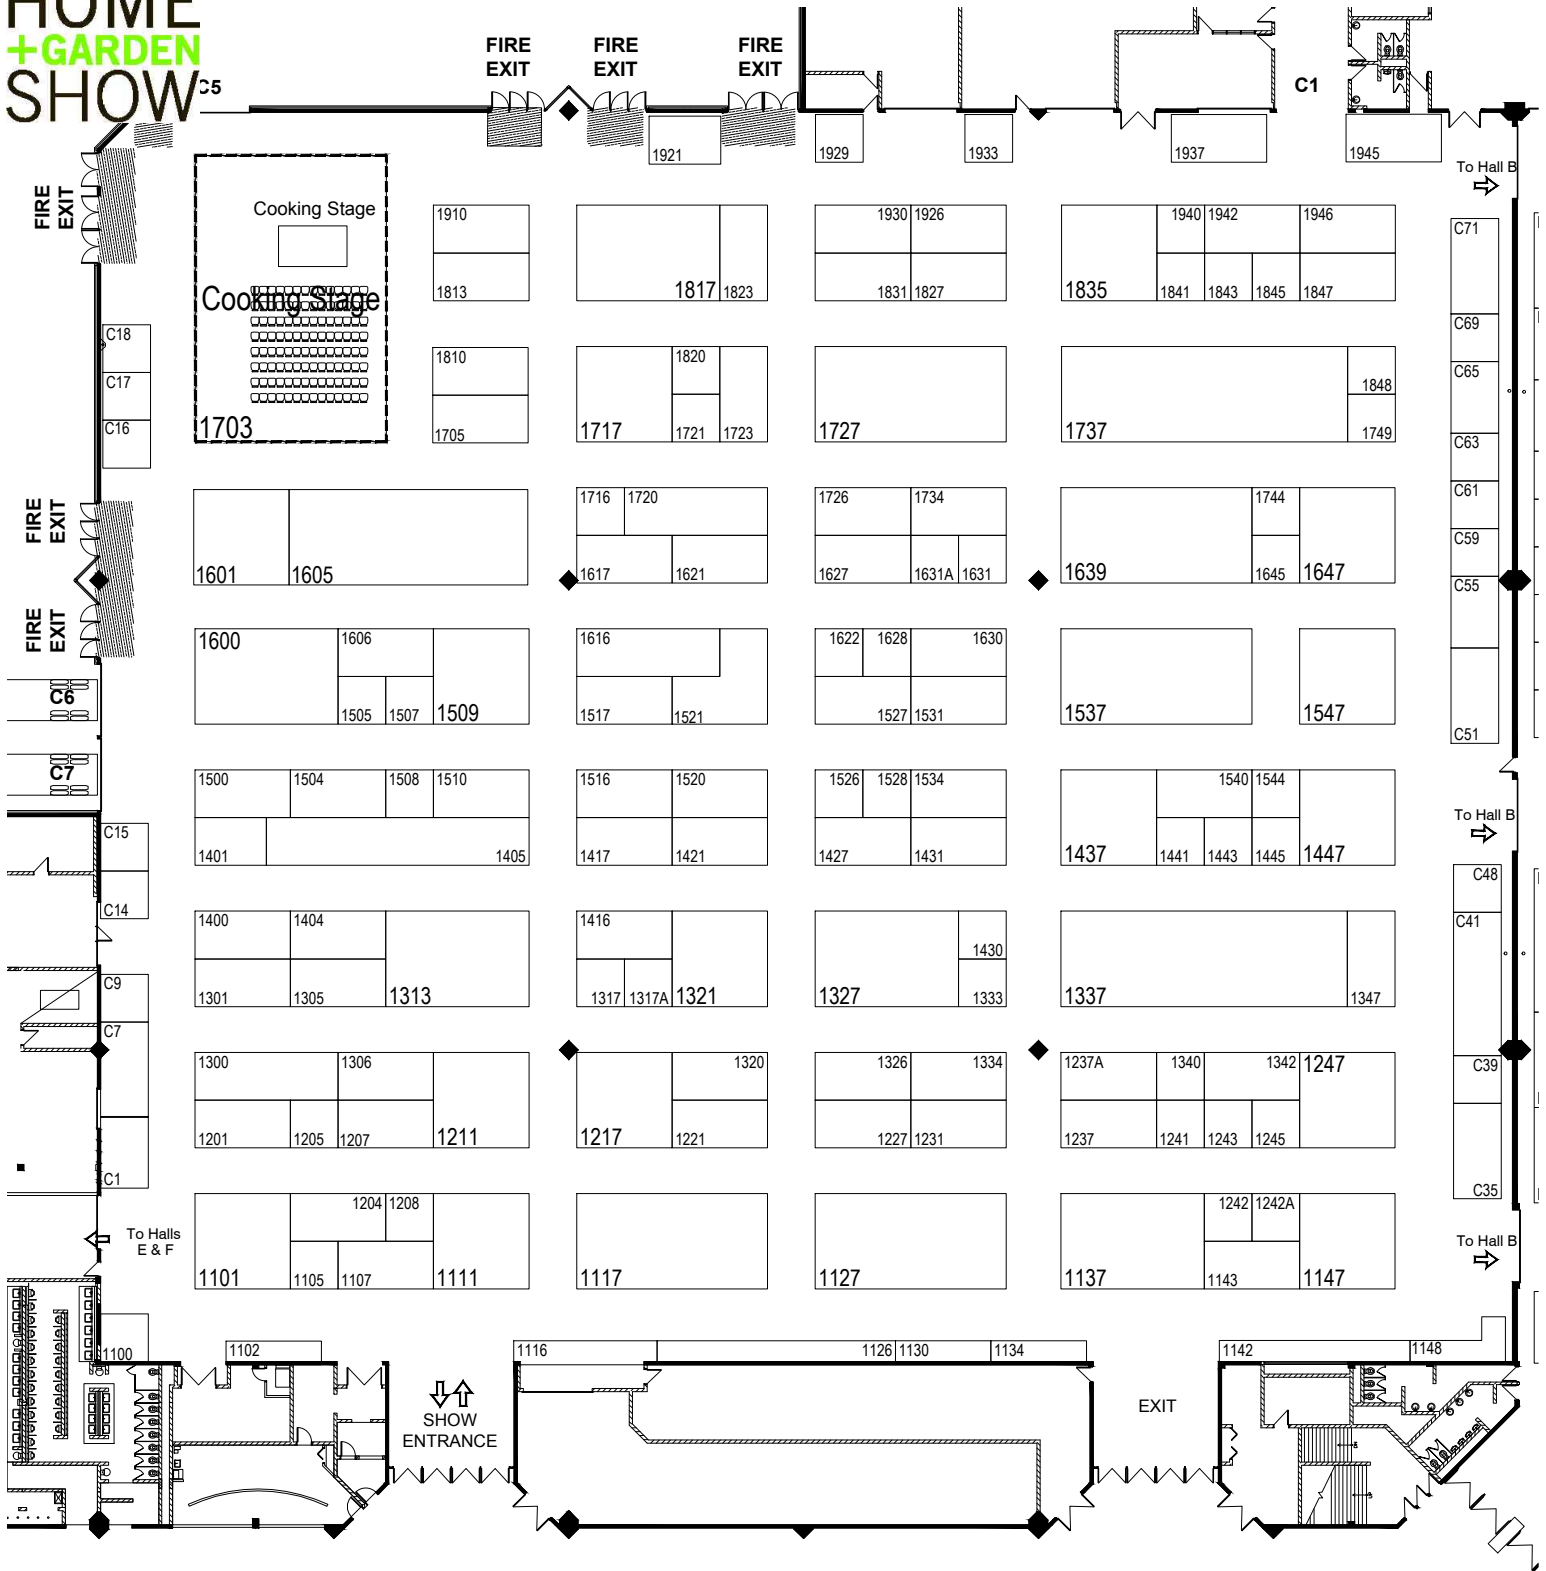 HOME
+GARDEN
SHOW
C5
FIRE
EXIT
FIRE
EXIT
FIRE
EXIT
C1
1921
1929
1933
1937
1945
To Hall B
FIRE
EXIT
Cooking Stage
Cooking Stage
1703
1910
1813
1817 1823
1930 1926
1831 1827
1940 1942 1946
1835 1841 1843 1845 1847
C71
C69
C65
C63
C61
C59
C55
C51
C18
C17
C16
1810
1705
1820
1717 1721 1723
1727
1848
1737 1749
FIRE
EXIT
FIRE
EXIT
1601 1605
1716 1720
1617 1621
1726 1734
1627 1631A 1631
1744
1639 1645 1647
1600 1606
1505 1507 1509
1616
1517 1521
1622 1628 1630
1527 1531
1537 1547
C6
C7
1500 1504 1508 1510
1401 1405
1516 1520
1417 1421
1526 1528 1534
1427 1431
1540 1544
1437 1441 1443 1445 1447
To Hall B
C15
C14
C48
C41
C39
C35
1400 1404
1301 1305 1313
1416
1317 1317A 1321
1430
1327 1333
1337 1347
C9
C7
C1
1300 1306
1201 1205 1207 1211
1320
1217 1221
1326 1334
1227 1231
1237A 1340 1342 1247
1237 1241 1243 1245
1204 1208
1101 1105 1107 1111
1117
1127
1242 1242A
1137 1143 1147
To Halls
E & F
To Hall B
1100
1102
1116
1126 1130 1134
1142 1148
SHOW
ENTRANCE
EXIT